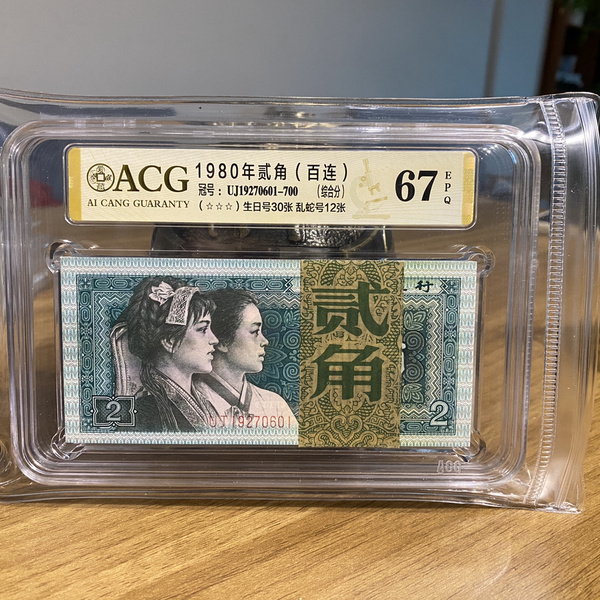 ACG
AI CANG GUARANTY
1980年贰角(百连)
冠号:UJ19270601-700 (综合分)
(☆☆☆)生日号30张 乱蛇号12张
67
EPQ
行
贰角
2
UJ19270601
2
ACG